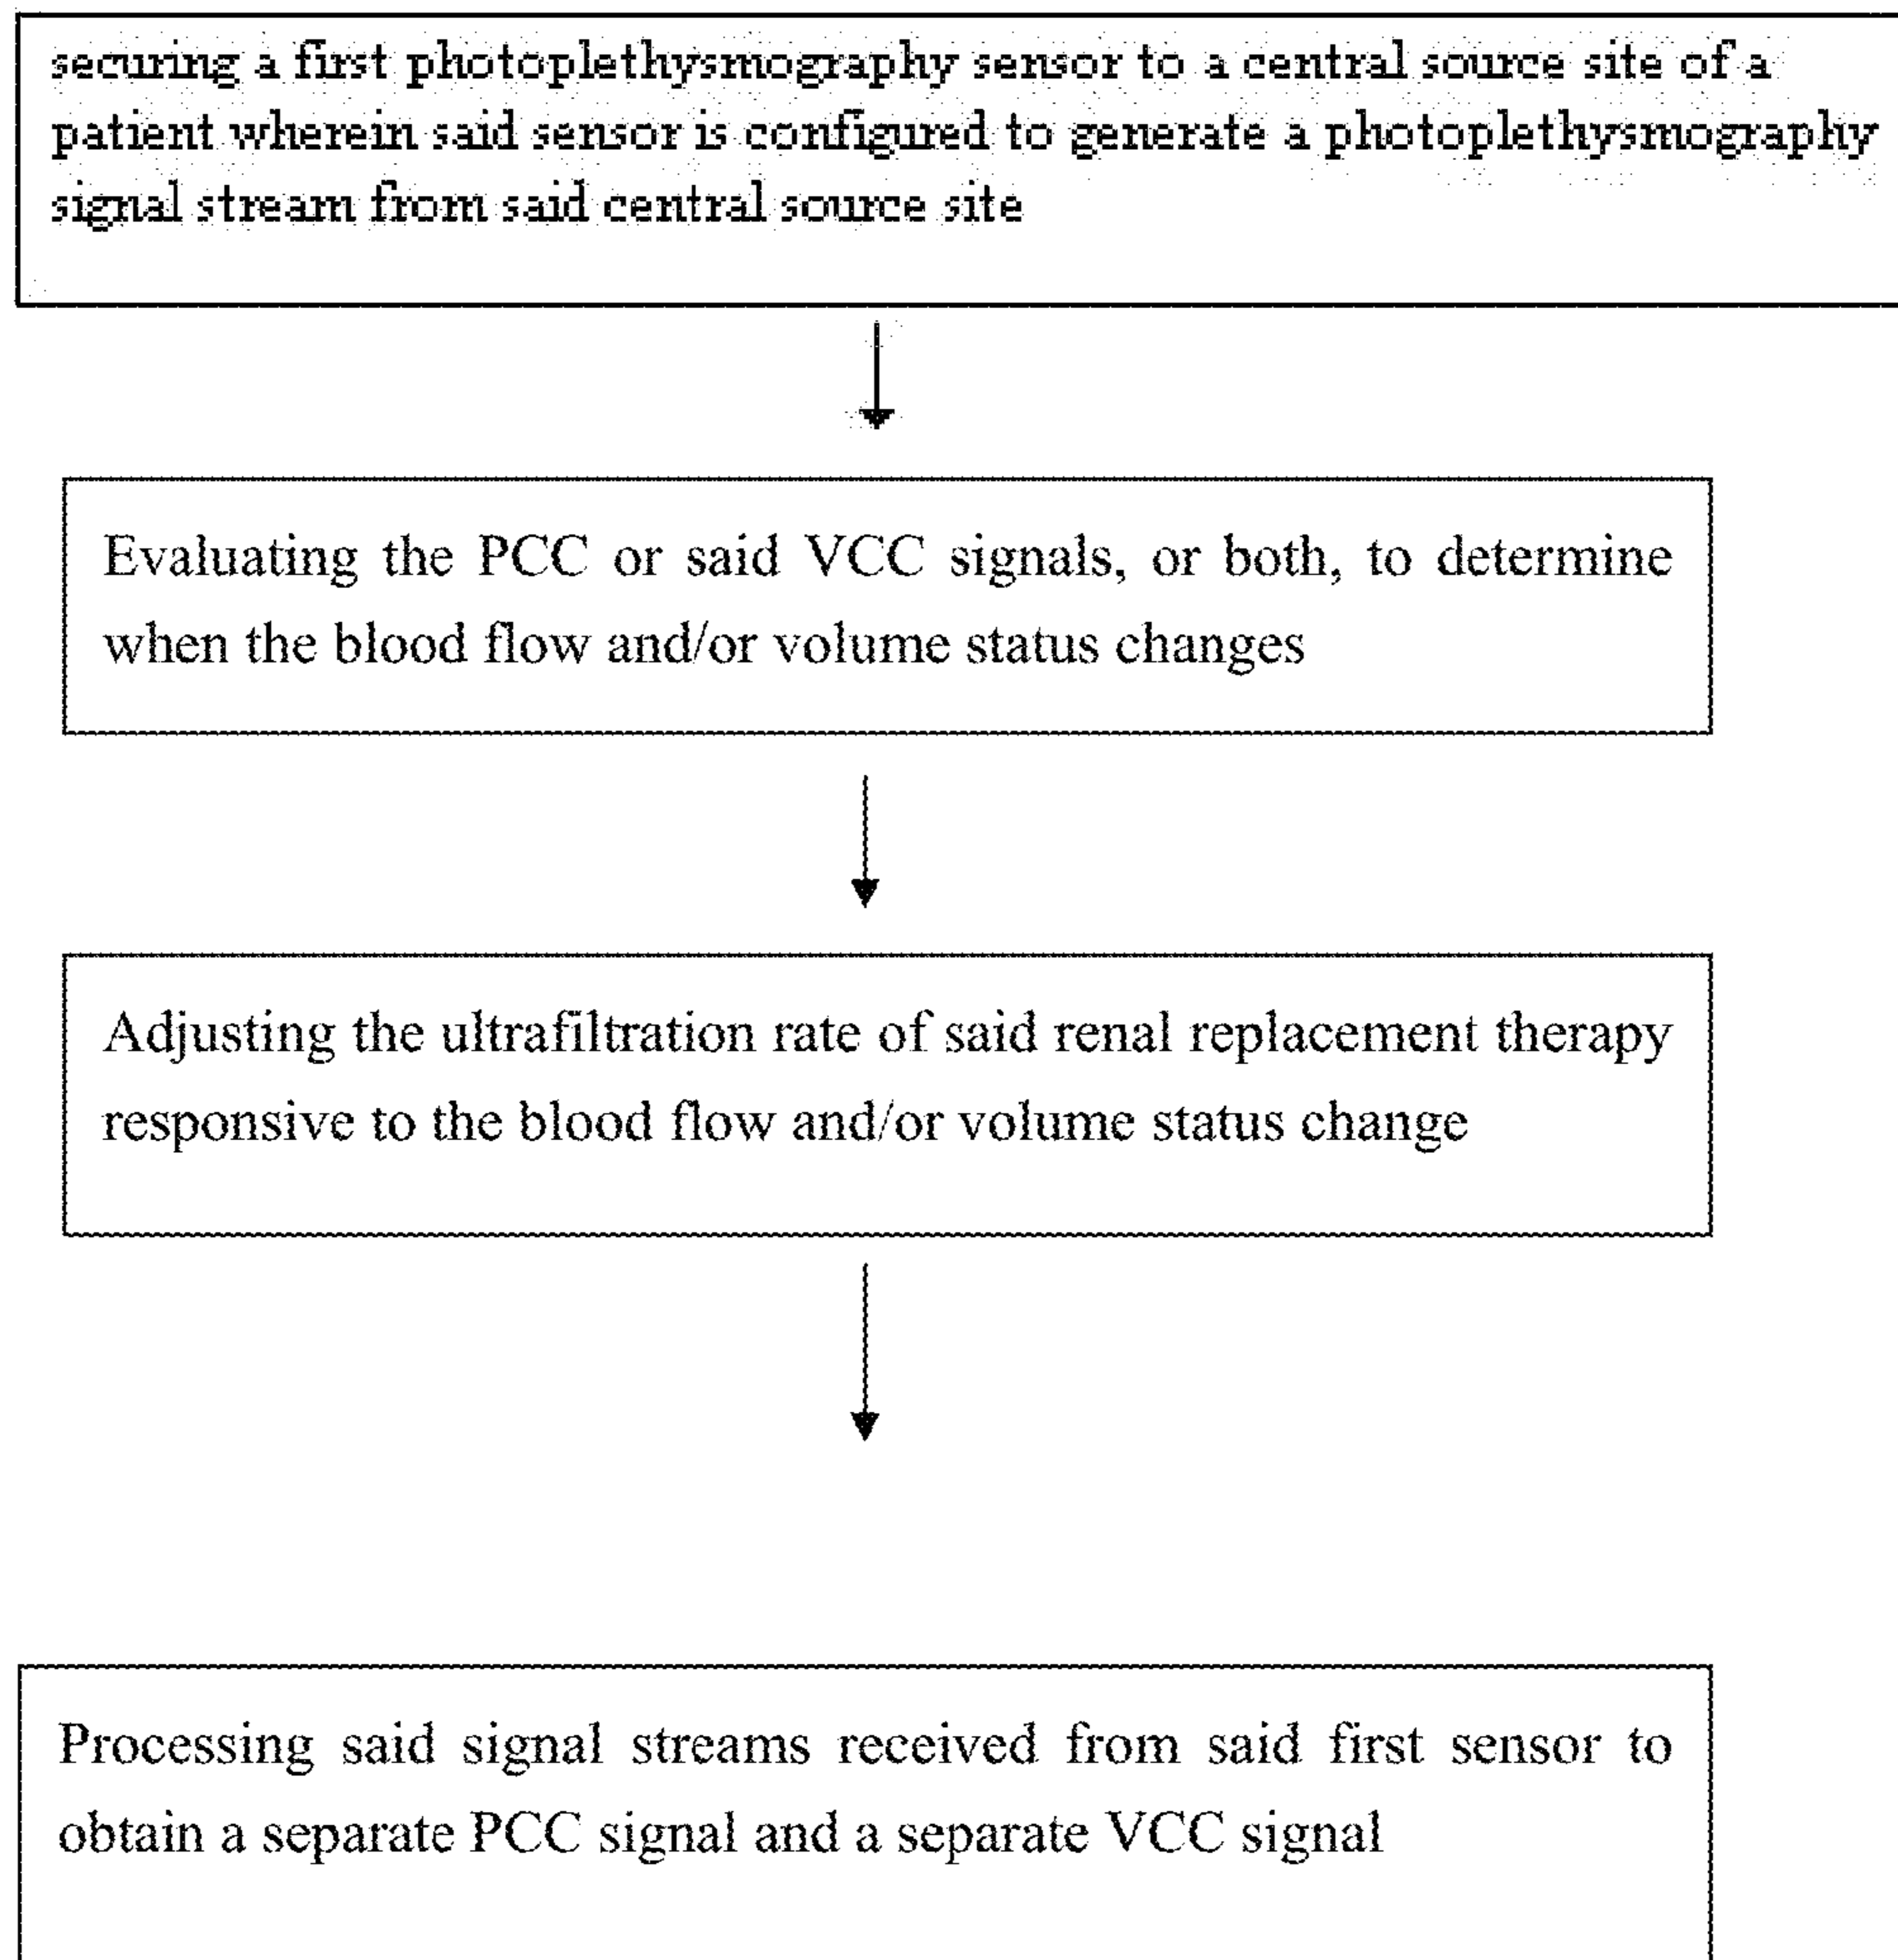 securing a first photoplethysmography sensor to a central source site of a
patient wherein said sensor is configured to generate a photoplethysmography
signal stream from said central source site
Evaluating the PCC or said VCC signals, or both, to determine
when the blood flow and/or volume status changes
Adjusting the ultrafiltration rate of said renal replacement therapy
responsive to the blood flow and/or volume status change
Processing said signal streams received from said first sensor to
obtain a separate PCC signal and a separate VCC signal